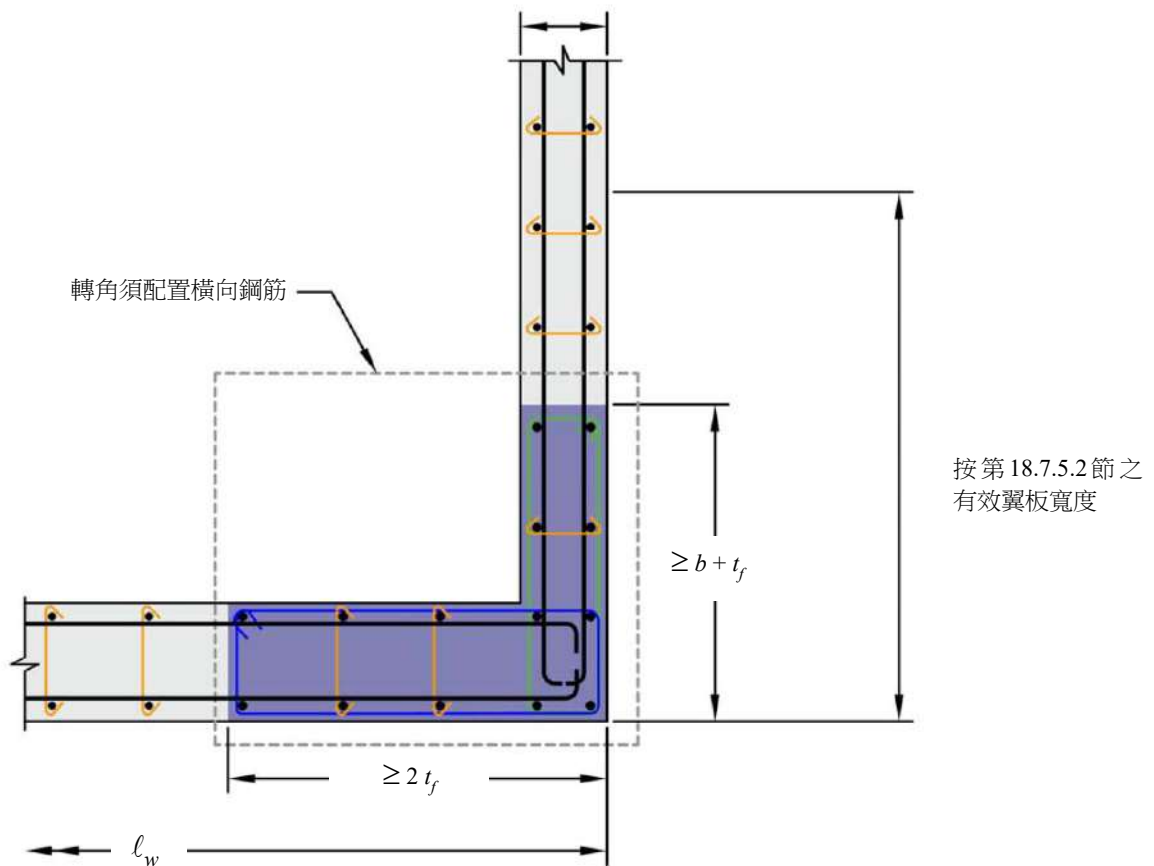 轉角須配置橫向鋼筋
按第18.7.5.2節之
有效翼板寬度
≥ b + t_f
≥ 2 t_f
ℓ_w